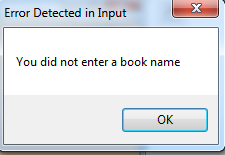 Error Detected in Input
You did not enter a book name
OK